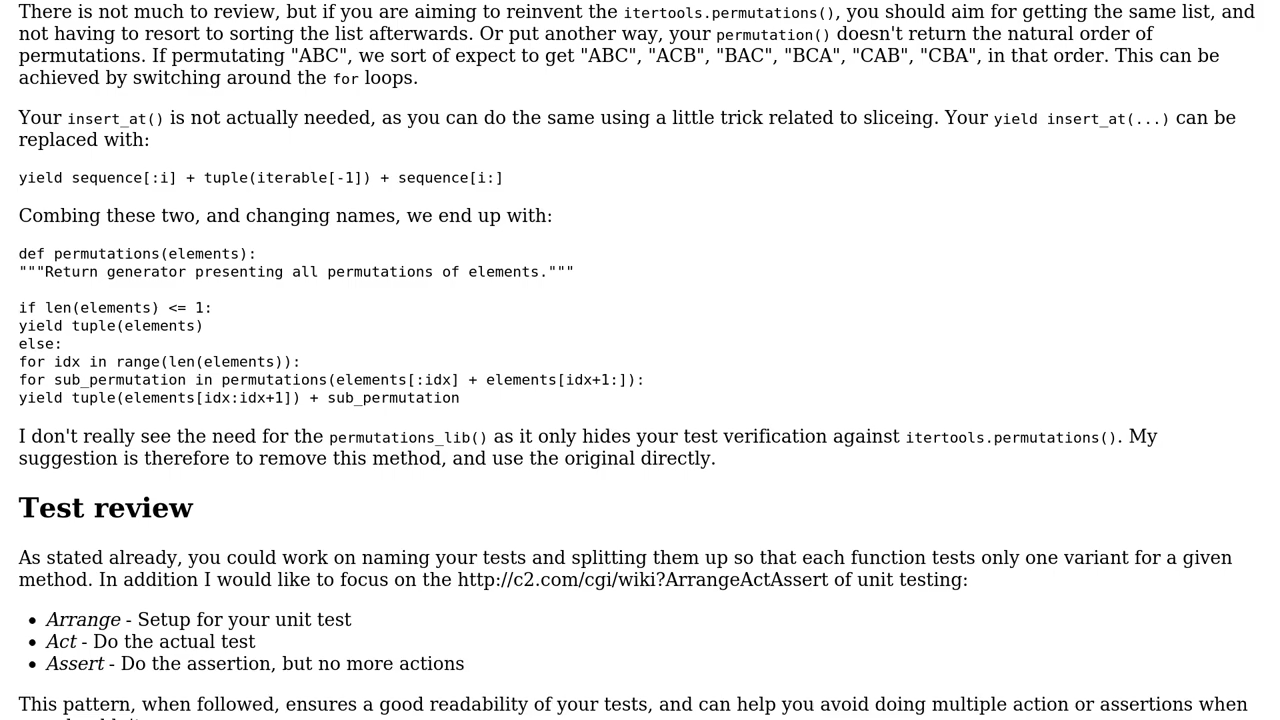 There is not much to review, but if you are aiming to reinvent the itertools.permutations(), you should aim for getting the same list, and
not having to resort to sorting the list afterwards. Or put another way, your permutation() doesn't return the natural order of
permutations. If permutating "ABC", we sort of expect to get "ABC", "ACB", "BAC", "BCA", "CAB", "CBA", in that order. This can be
achieved by switching around the for loops.
Your insert_at() is not actually needed, as you can do the same using a little trick related to sliceing. Your yield insert_at(...) can be
replaced with:
yield sequence[:i] + tuple(iterable[-1]) + sequence[i:]
Combing these two, and changing names, we end up with:
def permutations(elements):
"""Return generator presenting all permutations of elements."""
if len(elements) <= 1:
yield tuple(elements)
else:
for idx in range(len(elements)):
for sub_permutation in permutations(elements[:idx] + elements[idx+1:]):
yield tuple(elements[idx:idx+1]) + sub_permutation
I don't really see the need for the permutations_lib() as it only hides your test verification against itertools.permutations(). My
suggestion is therefore to remove this method, and use the original directly.
Test review
As stated already, you could work on naming your tests and splitting them up so that each function tests only one variant for a given
method. In addition I would like to focus on the http://c2.com/cgi/wiki?ArrangeActAssert of unit testing:
• Arrange - Setup for your unit test
• Act - Do the actual test
• Assert - Do the assertion, but no more actions
This pattern, when followed, ensures a good readability of your tests, and can help you avoid doing multiple action or assertions when